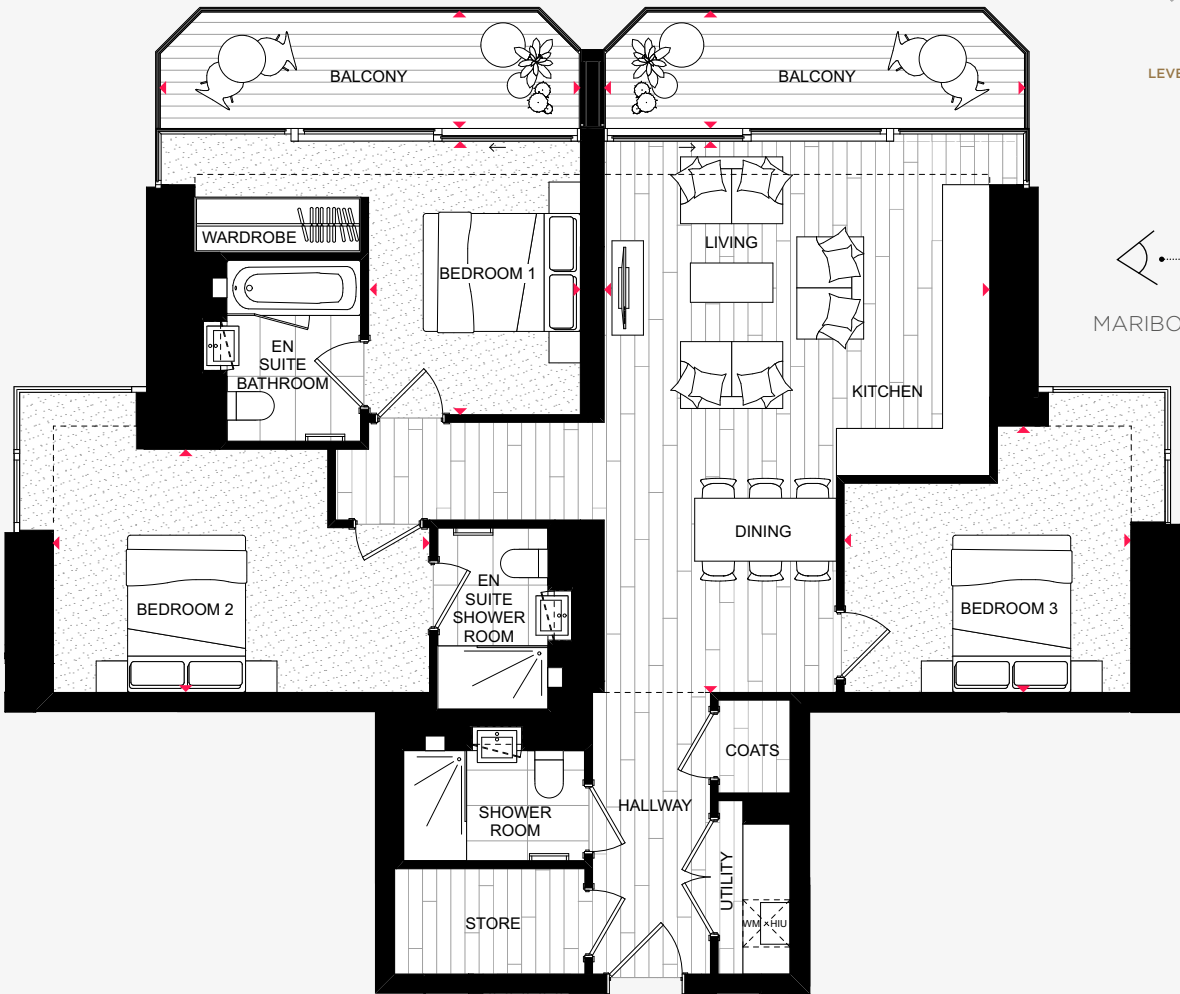 BALCONY
BALCONY
LEVE
WARDROBE
BEDROOM 1
LIVING
MARIBO
EN
SUITE
BATHROOM
KITCHEN
DINING
BEDROOM 2
EN
SUITE
SHOWER
ROOM
BEDROOM 3
COATS
HALLWAY
SHOWER
ROOM
UTILITY
STORE
WM
HIU